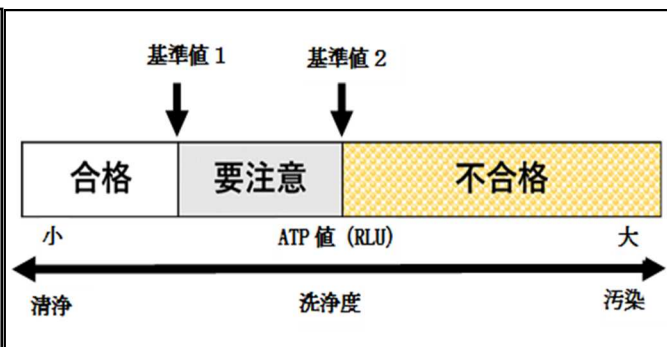 基準値1 基準値2
合格 要注意 不合格
小 ATP 値 (RLU) 大
清浄 洗浄度 汚染